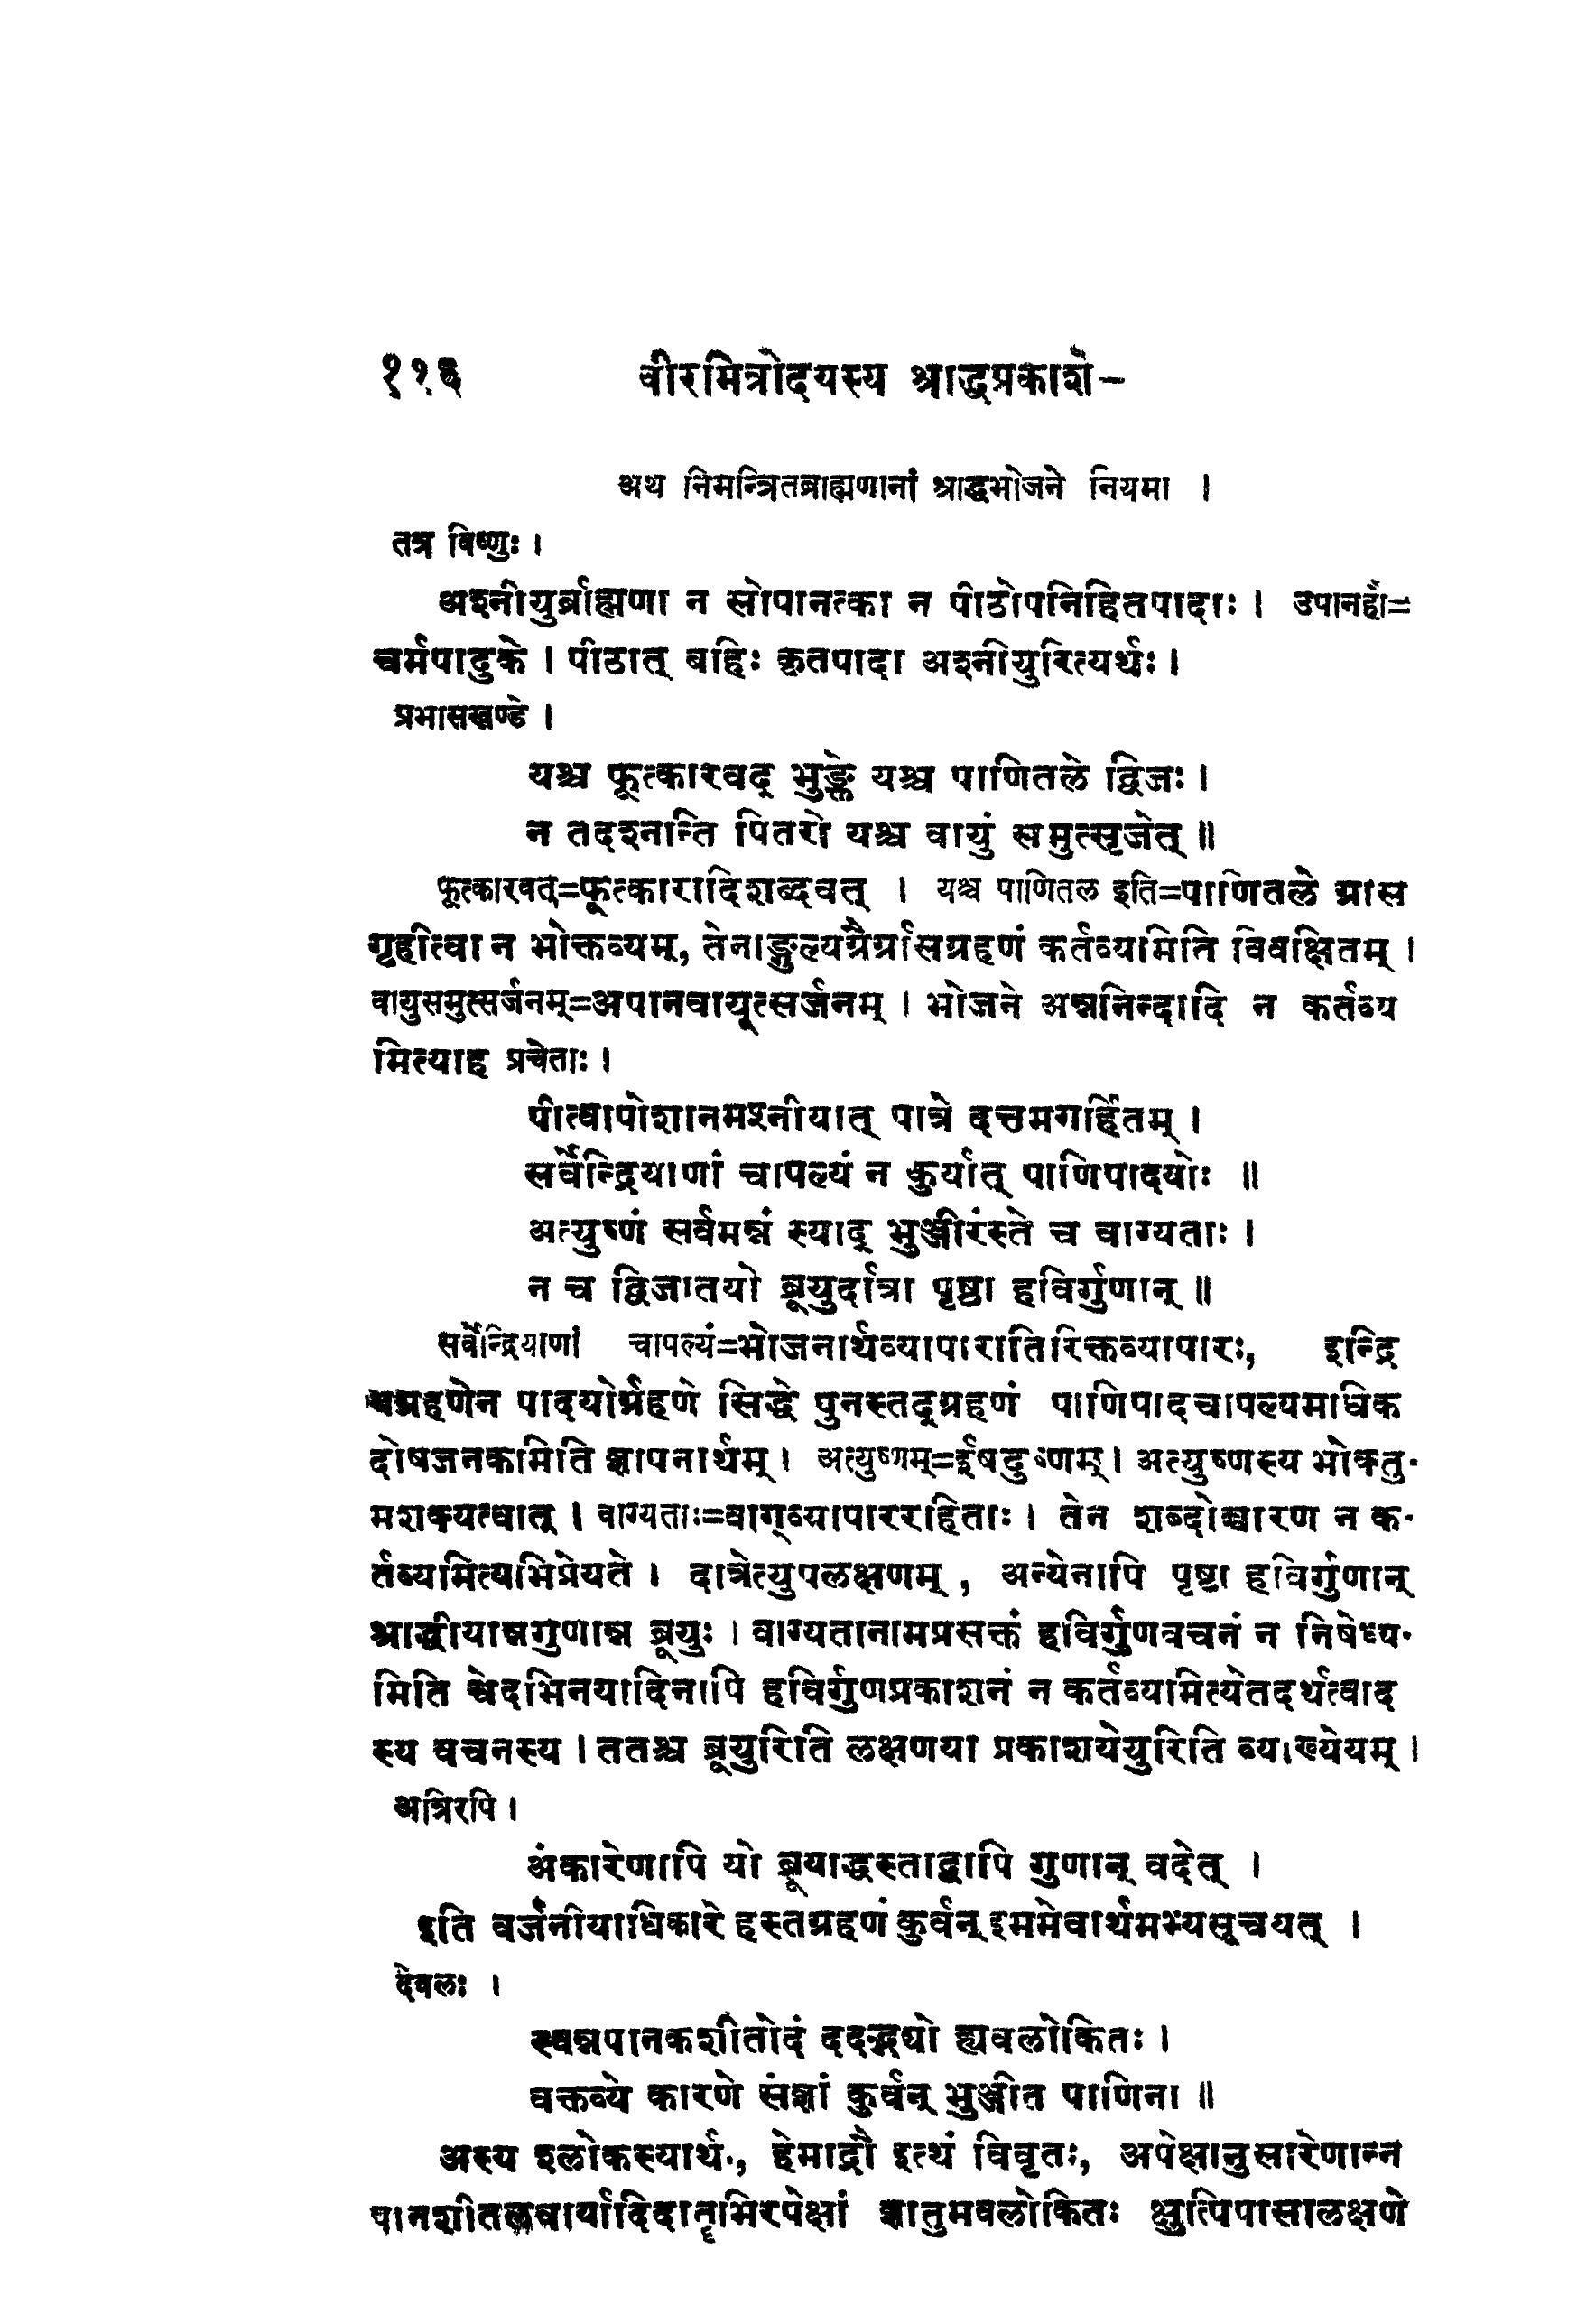 ११६ वीरमित्रोदयस्य श्राद्धप्रकाशे-
अथ निमन्त्रितब्राह्मणानां श्राद्धभोजने नियमा ।
तत्र विष्णुः ।
अश्नीयुर्ब्राह्मणा न सोपानत्का न पीठोपनिहितपादाः । उपानहौ=
चर्मपादुके । पीठात् बहिः कृतपादा अश्नीयुरित्यर्थः ।
प्रभासखण्डे ।
यश्च फूत्कारवद् भुङ्क्ते यश्च पाणितले द्विजः ।
न तदश्नन्ति पितरो यश्च वायुं समुत्सृजेत् ॥
फूत्कारवत्=फूत्कारादिशब्दवत् । यश्च पाणितल इति=पाणितले ग्रास
गृहीत्वा न भोक्तव्यम्, तेनाङ्गुल्यग्रैर्ग्रासग्रहणं कर्तव्यमिति विवक्षितम् ।
वायुसमुत्सर्जनम्=अपानवायूत्सर्जनम् । भोजने अन्ननिन्दादि न कर्तव्य
मित्याह प्रचेताः ।
पीत्वापोशानमश्नीयात् पात्रे दत्तमगर्हितम् ।
सर्वेन्द्रियाणां चापल्यं न कुर्यात् पाणिपादयोः ॥
अत्युष्णं सर्वमन्नं स्याद् भुञ्जीरंस्ते च वाग्यताः ।
न च द्विजातयो ब्रूयुर्दात्रा पृष्ठा हविर्गुणान् ॥
सर्वेन्द्रियाणां चापल्यं=भोजनार्थव्यापारातिरिक्तव्यापारः, इन्द्रि
यग्रहणेन पादयोर्ग्रहणे सिद्धे पुनस्तद्ग्रहणं पाणिपादचापल्यमाधिक
दोषजनकमिति ज्ञापनार्थम् । अत्युष्णम्=ईषदुष्णम् । अत्युष्णस्य भोक्तु-
मशक्यत्वात् । वाग्यताः=वाग्व्यापाररहिताः । तेन शब्दोच्चारण न क-
र्तव्यमित्यभिप्रेयते । दात्रेत्युपलक्षणम् , अन्येनापि पृष्टा हविर्गुणान्
श्राद्धीयान्नगुणान्न ब्रूयुः । वाग्यतानामप्रसक्तं हविर्गुणवचनं न निषेध्य-
मिति चेदभिनयादिनापि हविर्गुणप्रकाशनं न कर्तव्यमित्येतदर्थत्वाद
स्य वचनस्य । ततश्च ब्रूयुरिति लक्षणया प्रकाशयेयुरिति व्याख्येयम् ।
अत्रिरपि ।
अंकारेणापि यो ब्रूयाद्धस्ताद्वापि गुणान् वदेत् ।
इति वर्जनीयाधिकारे हस्तग्रहणं कुर्वन् इममेवार्थमभ्यसूचयत् ।
देवलः ।
स्वन्नपानकशीतोदं ददद्भ्यो ह्यवलोकितः ।
वक्तव्ये कारणे संज्ञां कुर्वन् भुञ्जीत पाणिना ॥
अस्य श्लोकस्यार्थ., हेमाद्रौ इत्थं विवृतः, अपेक्षानुसारेणान्न
पानशीतलवार्यादिदातृभिरपेक्षां ज्ञातुमवलोकितः क्षुत्पिपासालक्षणे